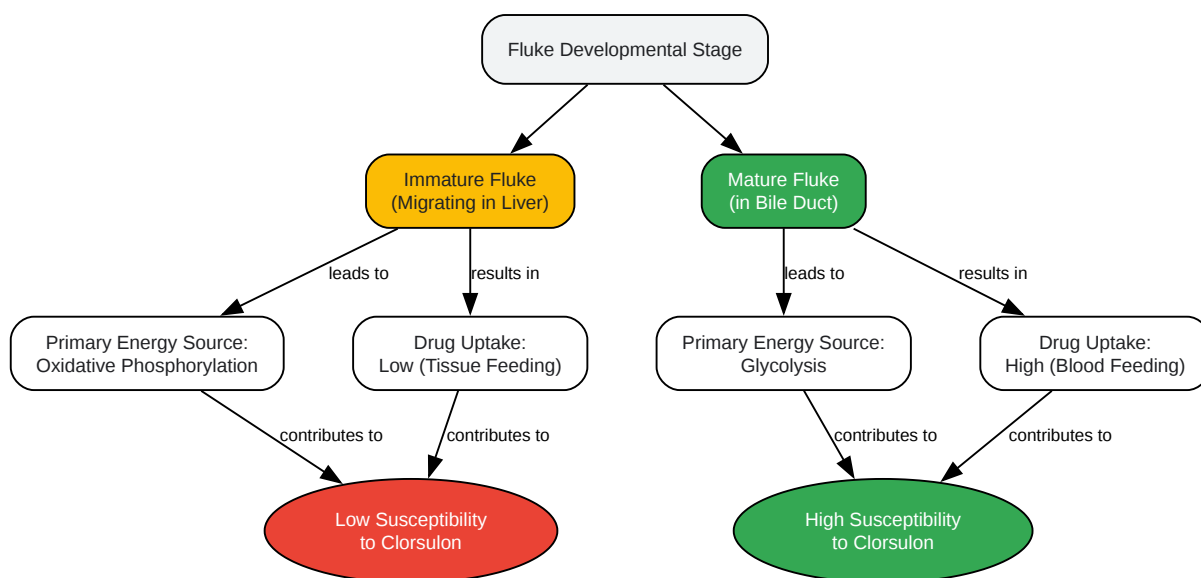 Fluke Developmental Stage
Immature Fluke
(Migrating in Liver)
Mature Fluke
(in Bile Duct)
leads to
results in
leads to
results in
Primary Energy Source:
Oxidative Phosphorylation
Drug Uptake:
Low (Tissue Feeding)
Primary Energy Source:
Glycolysis
Drug Uptake:
High (Blood Feeding)
contributes to
contributes to
contributes to
contributes to
Low Susceptibility
to Clorsulon
High Susceptibility
to Clorsulon